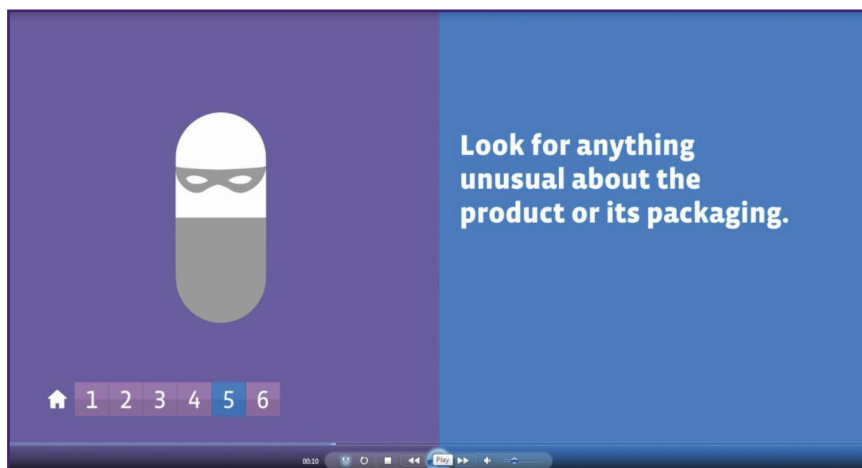 Look for anything
unusual about the
product or its packaging.
1 2 3 4 5 6
00:10 Play